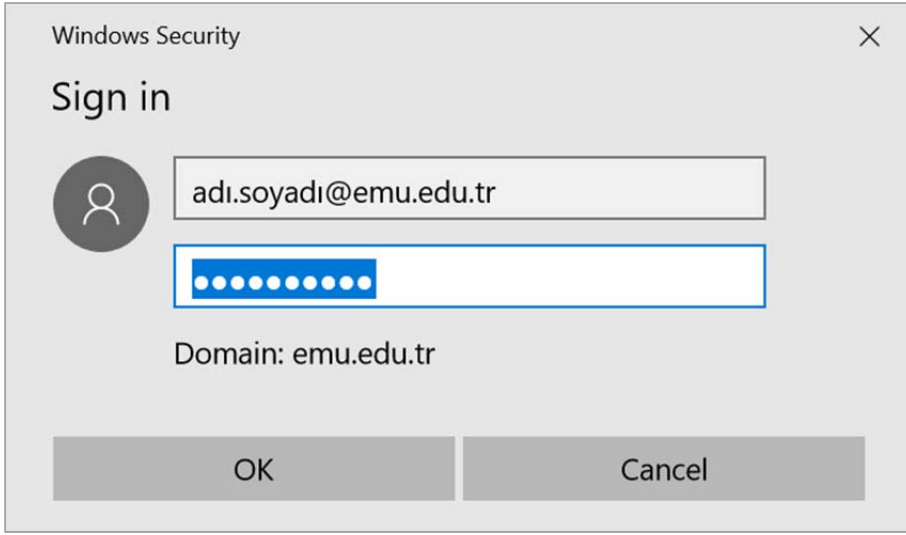 Windows Security
Sign in
adı.soyadı@emu.edu.tr
●●●●●●●●●●
Domain: emu.edu.tr
OK Cancel